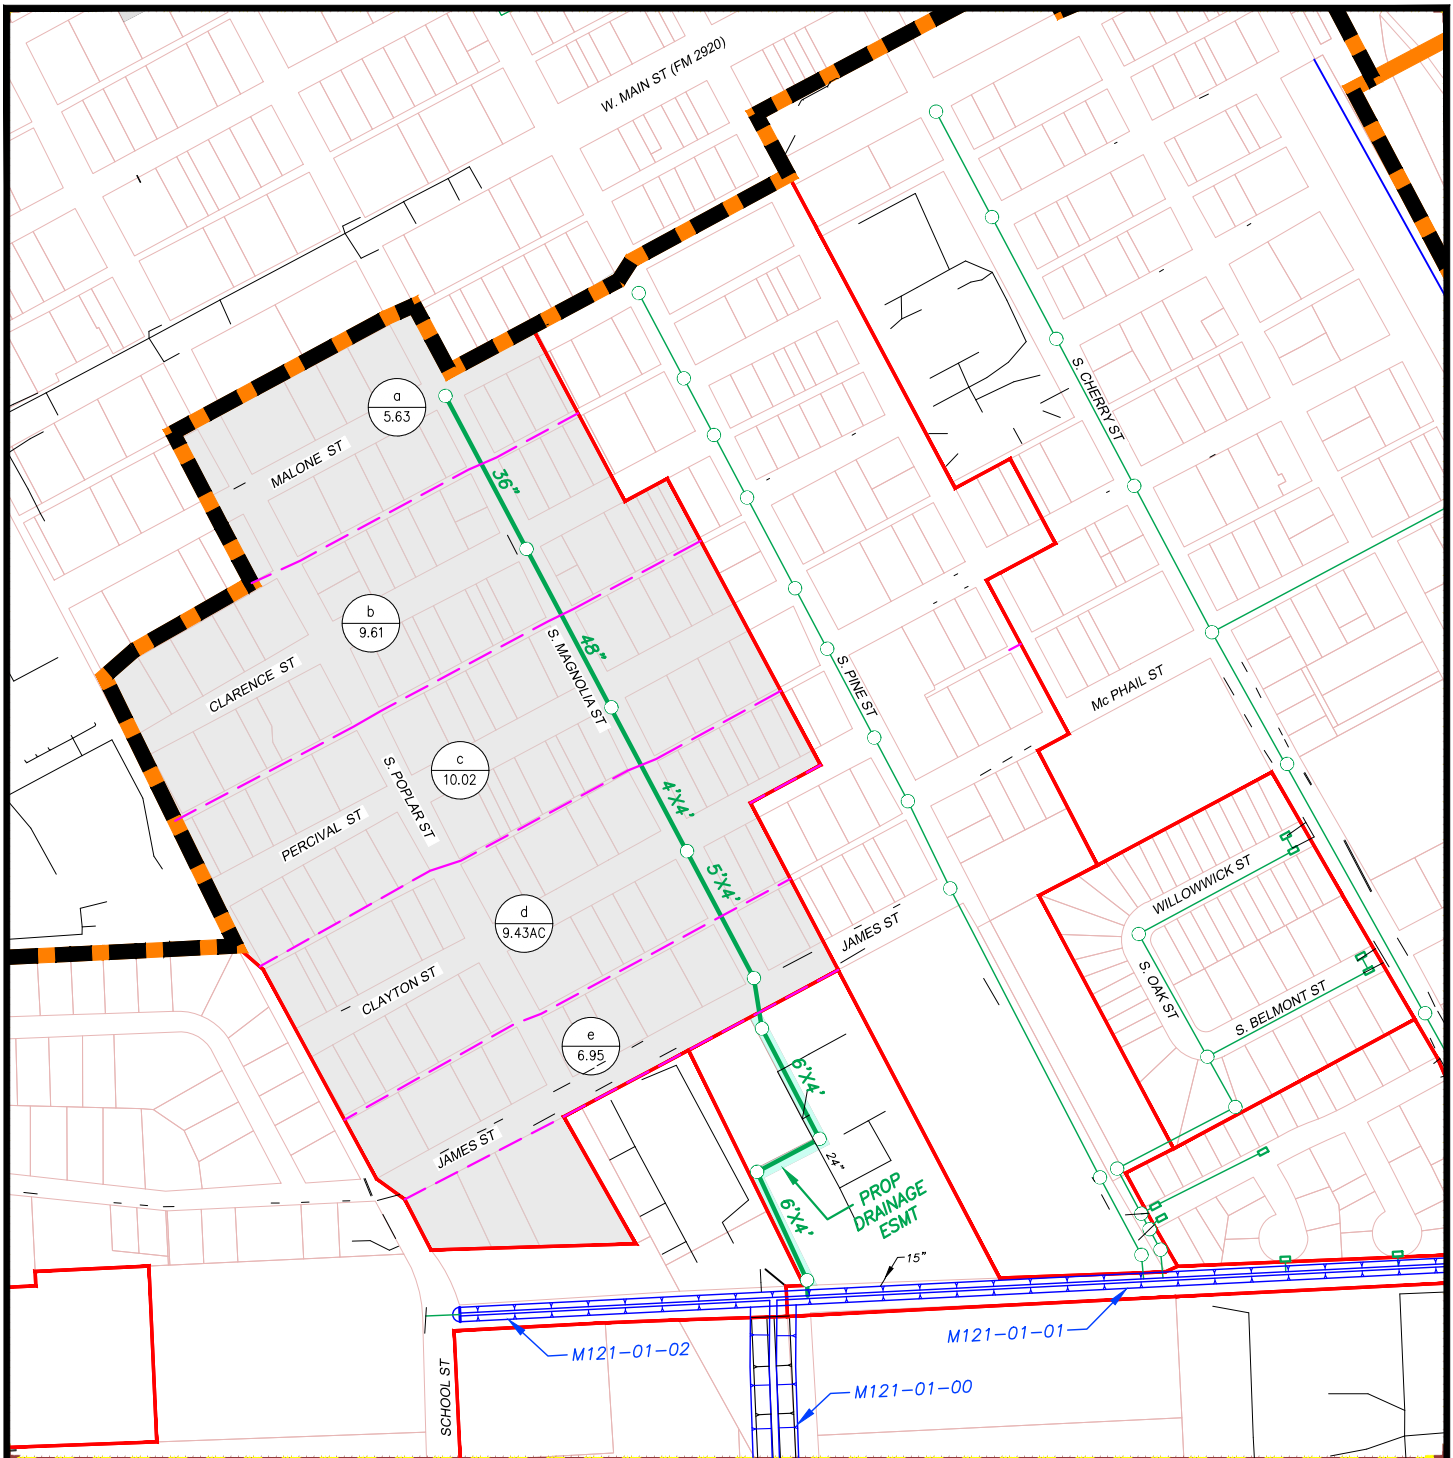 W. MAIN ST (FM 2920)
a
5.63
MALONE ST
36"
S. CHERRY ST
b
9.61
CLARENCE ST
48"
S. MAGNOLIA ST
S. PINE ST
Mc PHAIL ST
c
10.02
S. POPLAR ST
PERCIVAL ST
4'X4'
5'X4'
WILLOWWICK ST
d
9.43AC
JAMES ST
CLAYTON ST
S. OAK ST
S. BELMONT ST
e
6.95
6'X4'
JAMES ST
24"
PROP
DRAINAGE
ESMT
6'X4'
15"
M121-01-02
M121-01-01
M121-01-00
SCHOOL ST